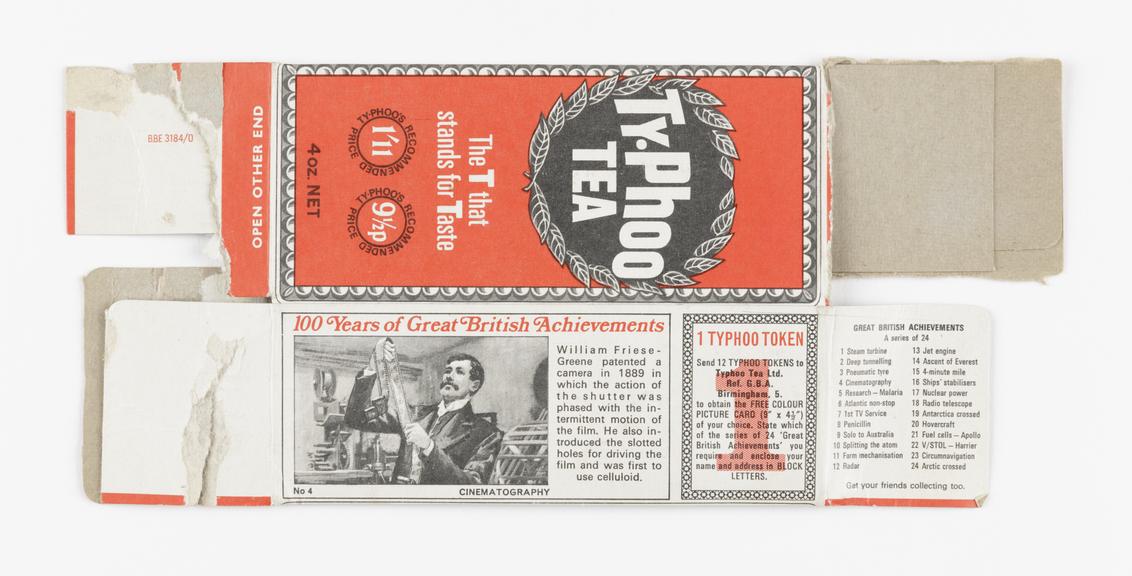 BBE 3184/0
OPEN OTHER END
Ty·Phoo
TEA
The T that
stands for Taste
TY·PHOO'S RECOMMENDED PRICE
1'11
TY·PHOO'S RECOMMENDED PRICE
9½p
4 oz. NET
100 Years of Great British Achievements
William Friese-
Greene patented a
camera in 1889 in
which the action of
the shutter was
phased with the in-
termittent motion of
the film. He also in-
troduced the slotted
holes for driving the
film and was first to
use celluloid.
No 4
CINEMATOGRAPHY
1 TYPHOO TOKEN
1
Send 12 TYPHOO TOKENS to
Typhoo Tea Ltd.
Ref. G.B.A.
Birmingham, 5.
to obtain the FREE COLOUR
PICTURE CARD (9" x 4½")
of your choice. State which
of the series of 24 'Great
British Achievements' you
require and enclose your
name and address in BLOCK
LETTERS.
GREAT BRITISH ACHIEVEMENTS
A series of 24
1 Steam turbine
2 Deep tunnelling
3 Pneumatic tyre
4 Cinematography
5 Research – Malaria
6 Atlantic non-stop
7 1st TV Service
8 Penicillin
9 Solo to Australia
10 Splitting the atom
11 Farm mechanisation
12 Radar
13 Jet engine
14 Ascent of Everest
15 4-minute mile
16 Ships' stabilisers
17 Nuclear power
18 Radio telescope
19 Antarctica crossed
20 Hovercraft
21 Fuel cells – Apollo
22 V/STOL – Harrier
23 Circumnavigation
24 Arctic crossed
Get your friends collecting too.